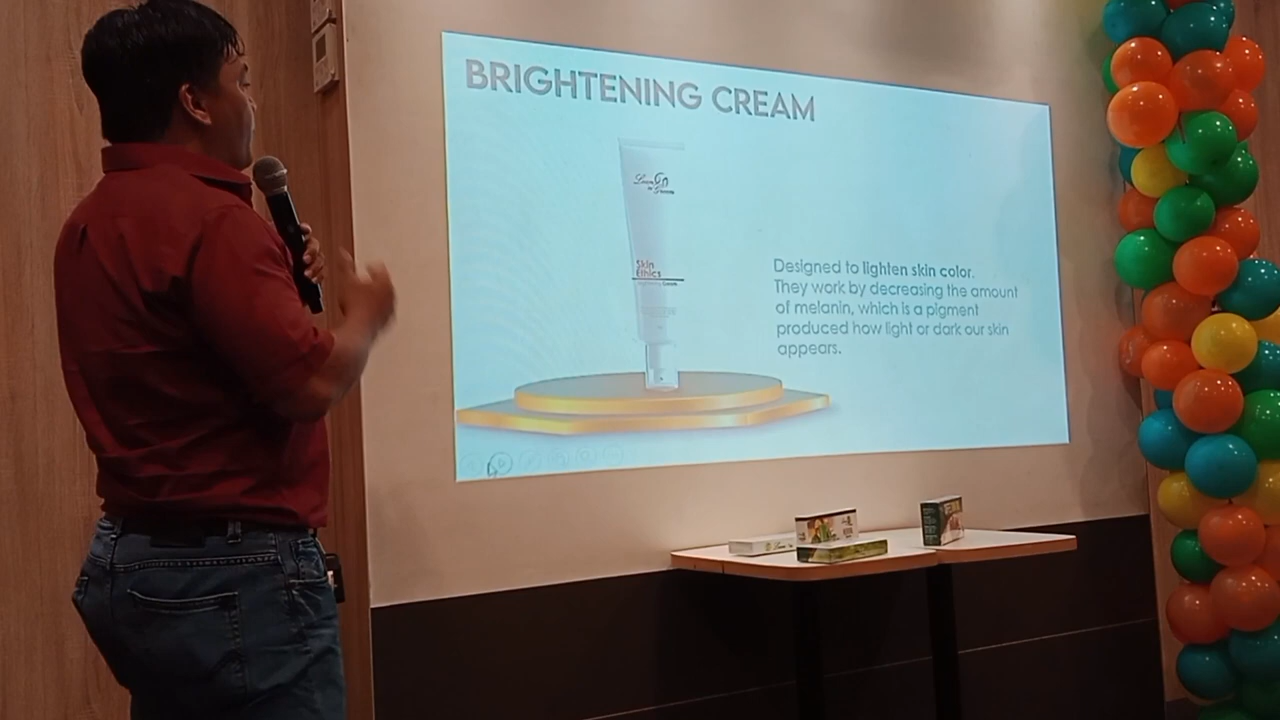 BRIGHTENING CREAM
Skin
Ethics
Designed to lighten skin color.
They work by decreasing the amount
of melanin, which is a pigment
produced how light or dark our skin
appears.